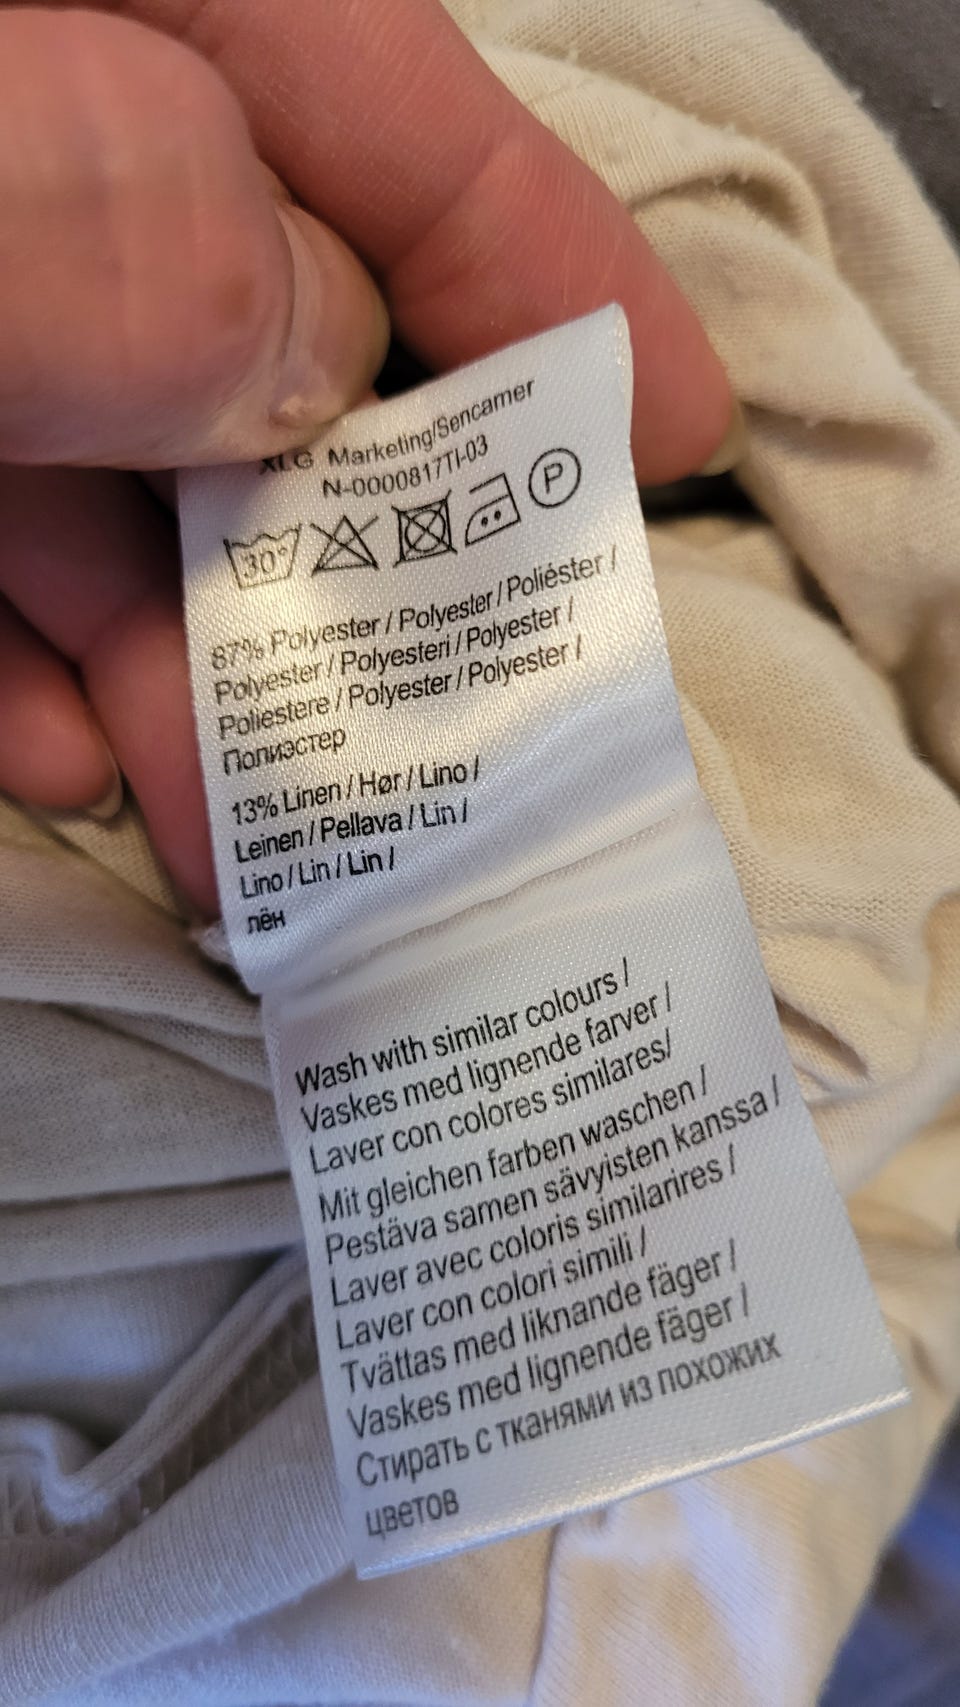 XLG Marketing/Sencamer
N-0000817TI-03
30°
P
87% Polyester / Polyester / Poliéster /
Polyester / Polyesteri / Polyester /
Poliestere / Polyester / Polyester /
Полиэстер
13% Linen / Hør / Lino /
Leinen / Pellava / Lin /
Lino / Lin / Lin /
лён
Wash with similar colours /
Vaskes med lignende farver /
Laver con colores similares/
Mit gleichen farben waschen /
Pestäva samen sävyisten kanssa /
Laver avec coloris similarires /
Laver con colori simili /
Tvättas med liknande fäger /
Vaskes med lignende fäger /
Стирать с тканями из похожих
цветов